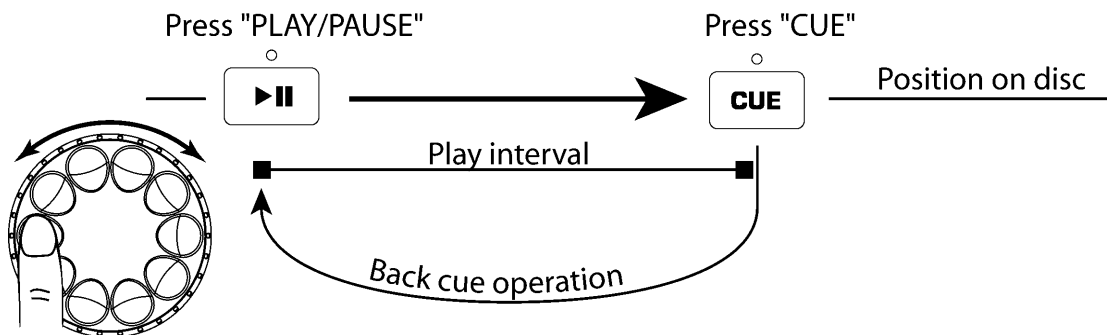 Press "PLAY/PAUSE"
Press "CUE"
CUE
Position on disc
Play interval
Back cue operation